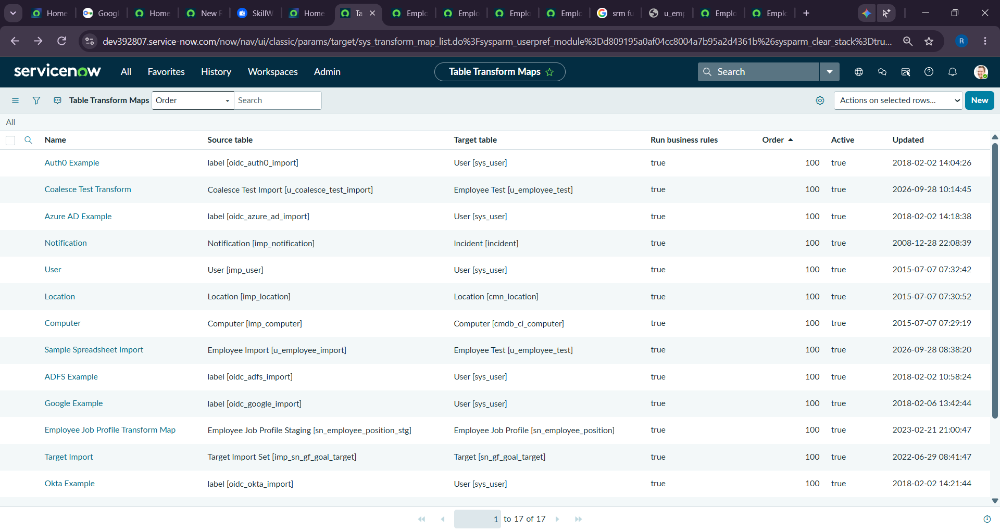 Home
Googl
Home
New R
SkillW
Home
Ta
Emplo
Emplo
Emplo
Emplo
srm fu
u_emp
Emplo
Emplo
dev392807.service-now.com/now/nav/ui/classic/params/target/sys_transform_map_list.do%3Fsysparm_userpref_module%3Dd809195a0af04cc8004a7b95a2d4361b%26sysparm_clear_stack%3Dtru...
R
servicenow
All
Favorites
History
Workspaces
Admin
Table Transform Maps
Search
Table Transform Maps
Order
Search
Actions on selected rows...
New
All
Name Source table Target table Run business rules Order Active Updated
Auth0 Example label [oidc_auth0_import] User [sys_user] true 100 true 2018-02-02 14:04:26
Coalesce Test Transform Coalesce Test Import [u_coalesce_test_import] Employee Test [u_employee_test] true 100 true 2026-09-28 10:14:45
Azure AD Example label [oidc_azure_ad_import] User [sys_user] true 100 true 2018-02-02 14:18:38
Notification Notification [imp_notification] Incident [incident] true 100 true 2008-12-28 22:08:39
User User [imp_user] User [sys_user] true 100 true 2015-07-07 07:32:42
Location Location [imp_location] Location [cmn_location] true 100 true 2015-07-07 07:30:52
Computer Computer [imp_computer] Computer [cmdb_ci_computer] true 100 true 2015-07-07 07:29:19
Sample Spreadsheet Import Employee Import [u_employee_import] Employee Test [u_employee_test] true 100 true 2026-09-28 08:38:20
ADFS Example label [oidc_adfs_import] User [sys_user] true 100 true 2018-02-02 10:58:24
Google Example label [oidc_google_import] User [sys_user] true 100 true 2018-02-06 13:42:44
Employee Job Profile Transform Map Employee Job Profile Staging [sn_employee_position_stg] Employee Job Profile [sn_employee_position] true 100 true 2023-02-21 21:00:47
Target Import Target Import Set [imp_sn_gf_goal_target] Target [sn_gf_goal_target] true 100 true 2022-06-29 08:41:47
Okta Example label [oidc_okta_import] User [sys_user] true 100 true 2018-02-02 14:21:44
1 to 17 of 17